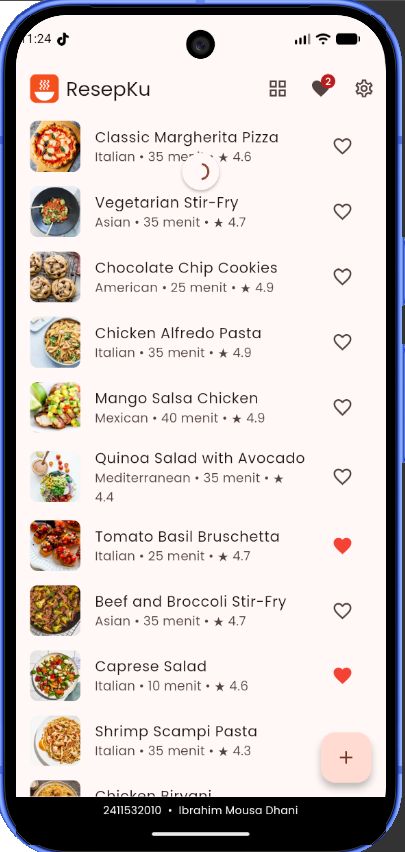 11:24
ResepKu
2
Classic Margherita Pizza
Italian • 35 menit • ★ 4.6
Vegetarian Stir-Fry
Asian • 35 menit • ★ 4.7
Chocolate Chip Cookies
American • 25 menit • ★ 4.9
Chicken Alfredo Pasta
Italian • 35 menit • ★ 4.9
Mango Salsa Chicken
Mexican • 40 menit • ★ 4.9
Quinoa Salad with Avocado
Mediterranean • 35 menit • ★
4.4
Tomato Basil Bruschetta
Italian • 25 menit • ★ 4.7
Beef and Broccoli Stir-Fry
Asian • 35 menit • ★ 4.7
Caprese Salad
Italian • 10 menit • ★ 4.6
Shrimp Scampi Pasta
Italian • 35 menit • ★ 4.3
Chicken Biryani
+
2411532010 • Ibrahim Mousa Dhani